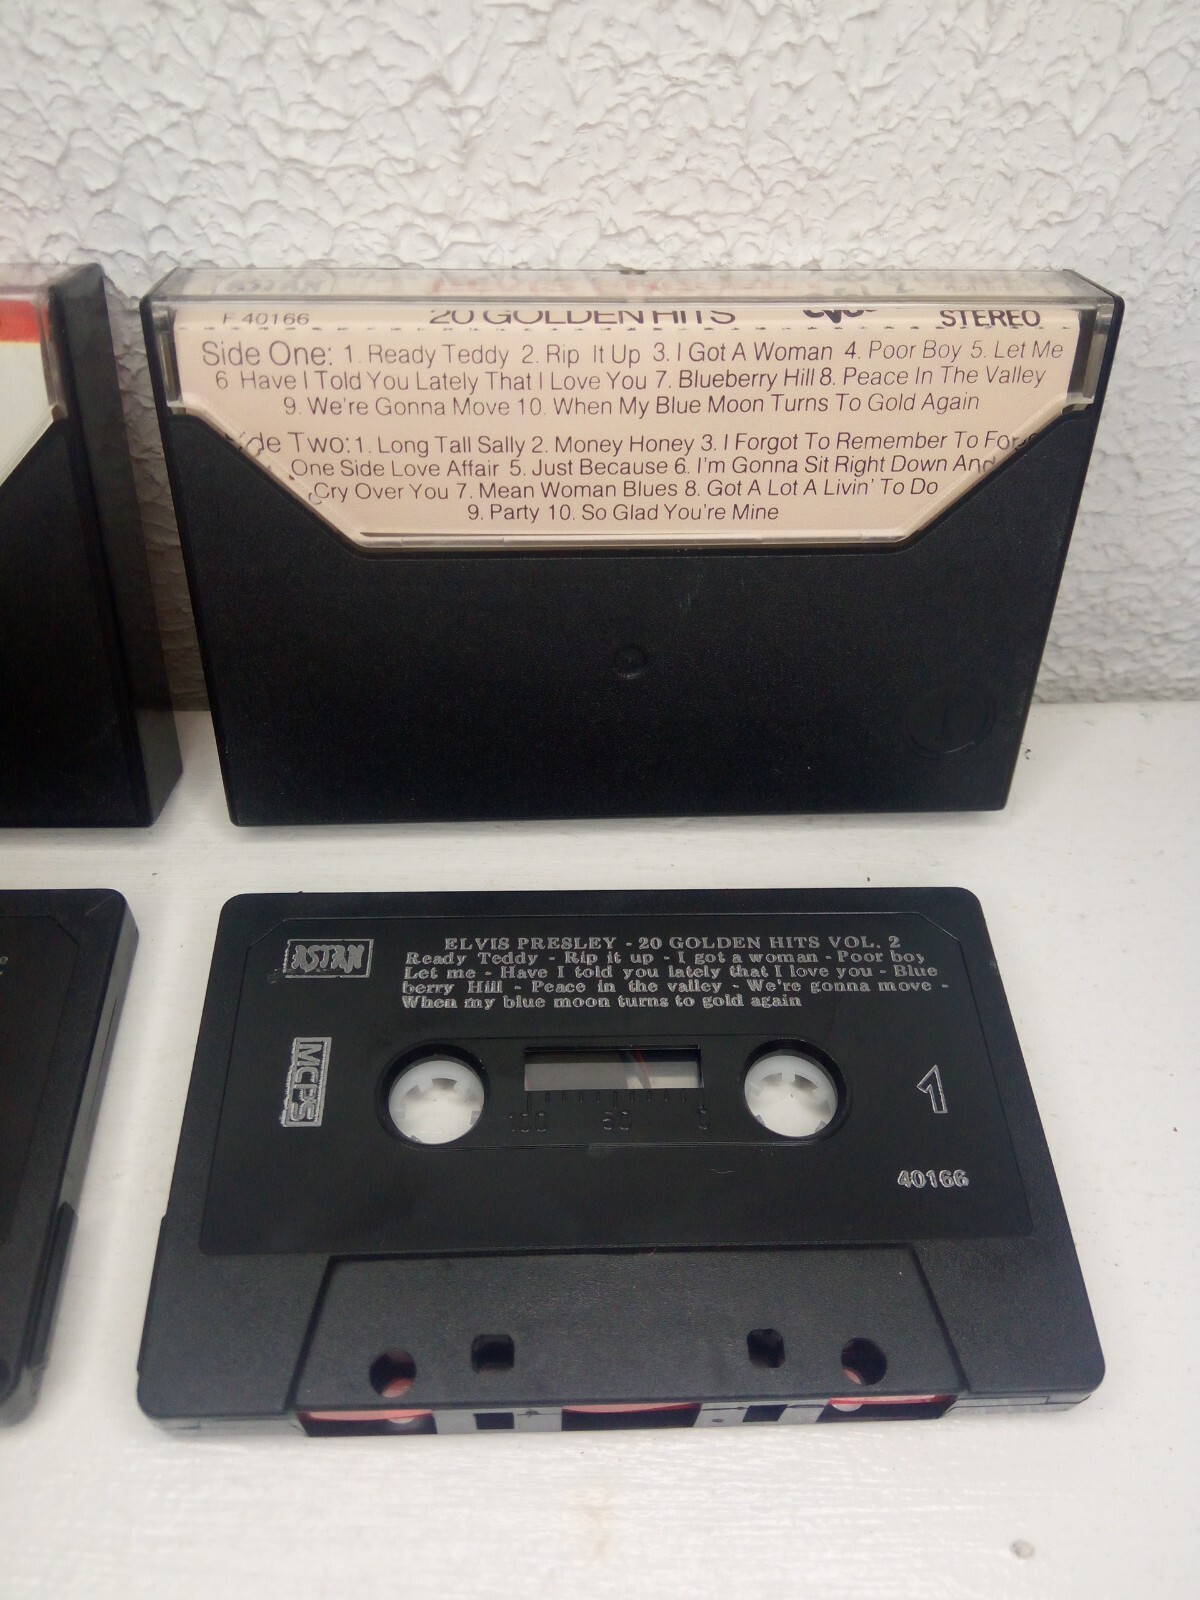 F 40166 20 GOLDEN HITS STEREO
Side One: 1. Ready Teddy 2. Rip It Up 3. I Got A Woman 4. Poor Boy 5. Let Me
6 Have I Told You Lately That I Love You 7. Blueberry Hill 8. Peace In The Valley
9. We're Gonna Move 10. When My Blue Moon Turns To Gold Again
Side Two: 1. Long Tall Sally 2. Money Honey 3. I Forgot To Remember To
One Side Love Affair 5. Just Because 6. I'm Gonna Sit Right Down And
Cry Over You 7. Mean Woman Blues 8. Got A Lot A Livin' To Do
9. Party 10. So Glad You're Mine
ASTAN
ELVIS PRESLEY - 20 GOLDEN HITS VOL. 2
Ready Teddy - Rip it up - I got a woman - Poor boy
Let me - Have I told you lately that I love you - Blue
berry Hill - Peace in the valley - We're gonna move -
When my blue moon turns to gold again
MCPS
100 50 0
1
40166